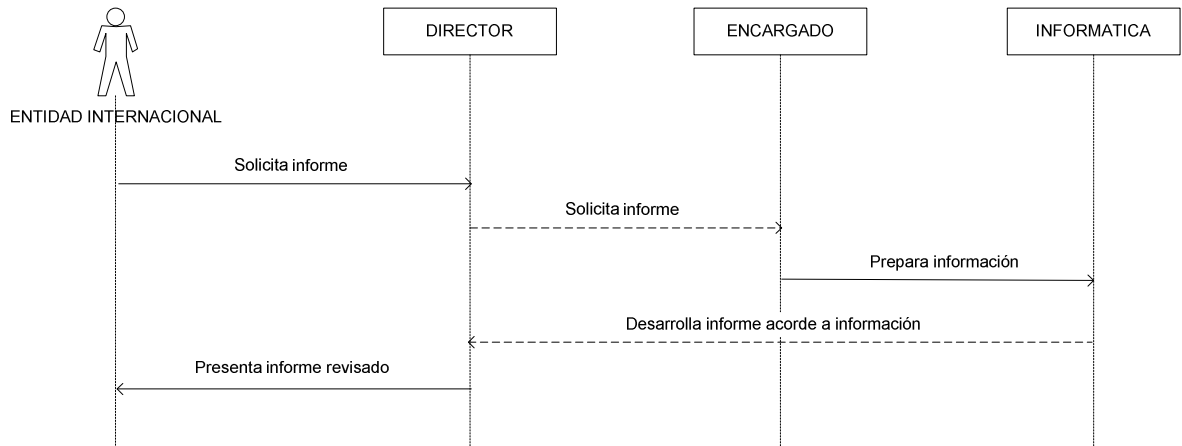 DIRECTOR
ENCARGADO
INFORMATICA
ENTIDAD INTERNACIONAL
Solicita informe
Solicita informe
Prepara información
Desarrolla informe acorde a información
Presenta informe revisado